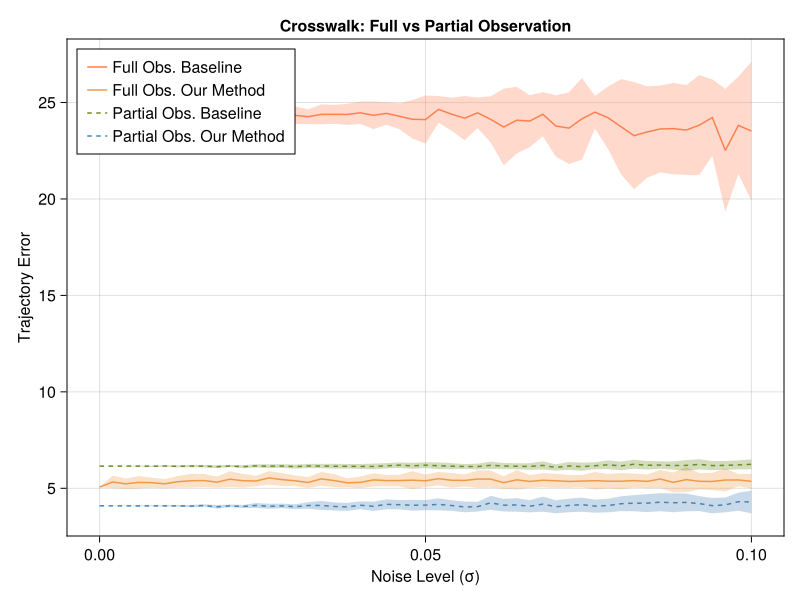 Crosswalk: Full vs Partial Observation
Full Obs. Baseline
Full Obs. Our Method
Partial Obs. Baseline
Partial Obs. Our Method
25
20
15
10
5
Trajectory Error
0.00
0.05
0.10
Noise Level (σ)